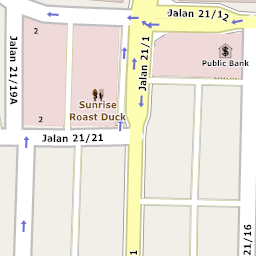 Jalan 21/12
2
Jalan 21/1
Jalan 21/19A
Public Bank
Sunrise
Roast Duck
2
Jalan 21/21
21/16
1